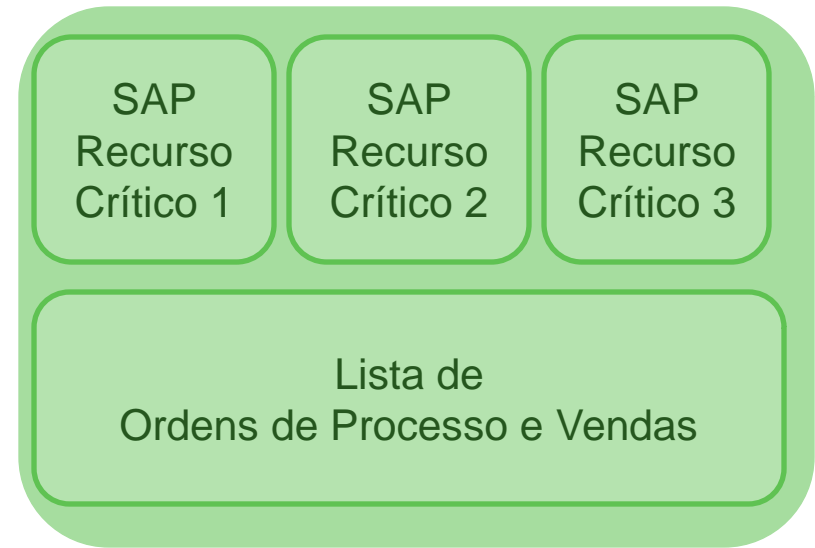 SAP
Recurso
Crítico 1
SAP
Recurso
Crítico 2
SAP
Recurso
Crítico 3
Lista de
Ordens de Processo e Vendas